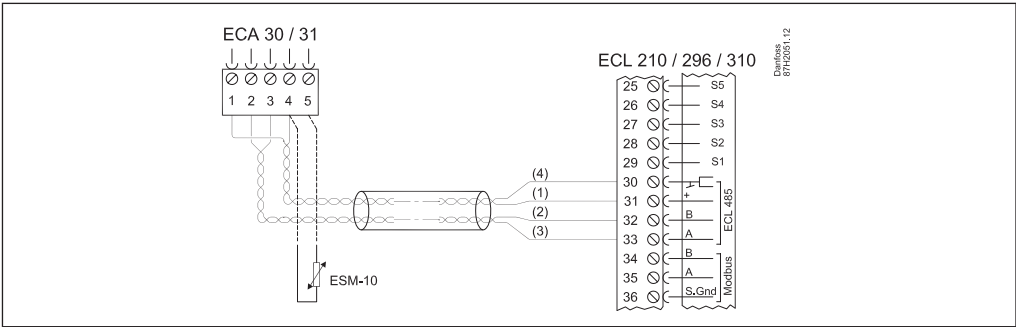 ECA 30 / 31
1 2 3 4 5
ESM-10
(4)
(1)
(2)
(3)
ECL 210 / 296 / 310
Danfoss
87H2051.12
25 S5
26 S4
27 S3
28 S2
29 S1
30
31 +
32 B
33 A
ECL 485
34 B
35 A
36 S.Gnd
Modbus